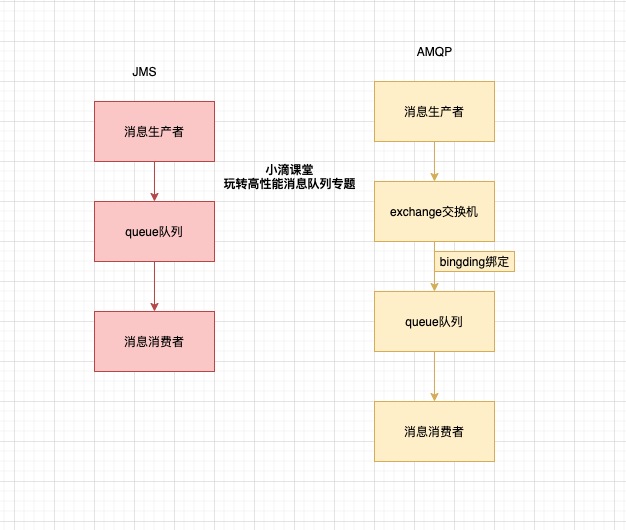 JMS
消息生产者
queue队列
消息消费者
小滴课堂
玩转高性能消息队列专题
AMQP
消息生产者
exchange交换机
bingding绑定
queue队列
消息消费者